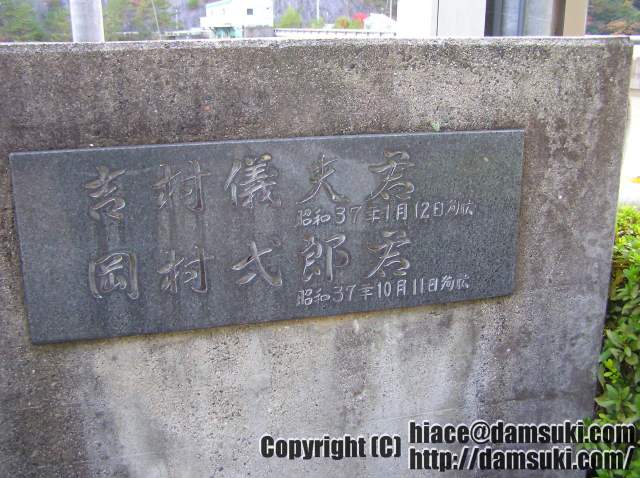 吉村儀夫君
昭和37年1月12日殉職
岡村弌郎君
昭和37年10月11日殉職
Copyright (C) hiace@damsuki.com
http://damsuki.com/